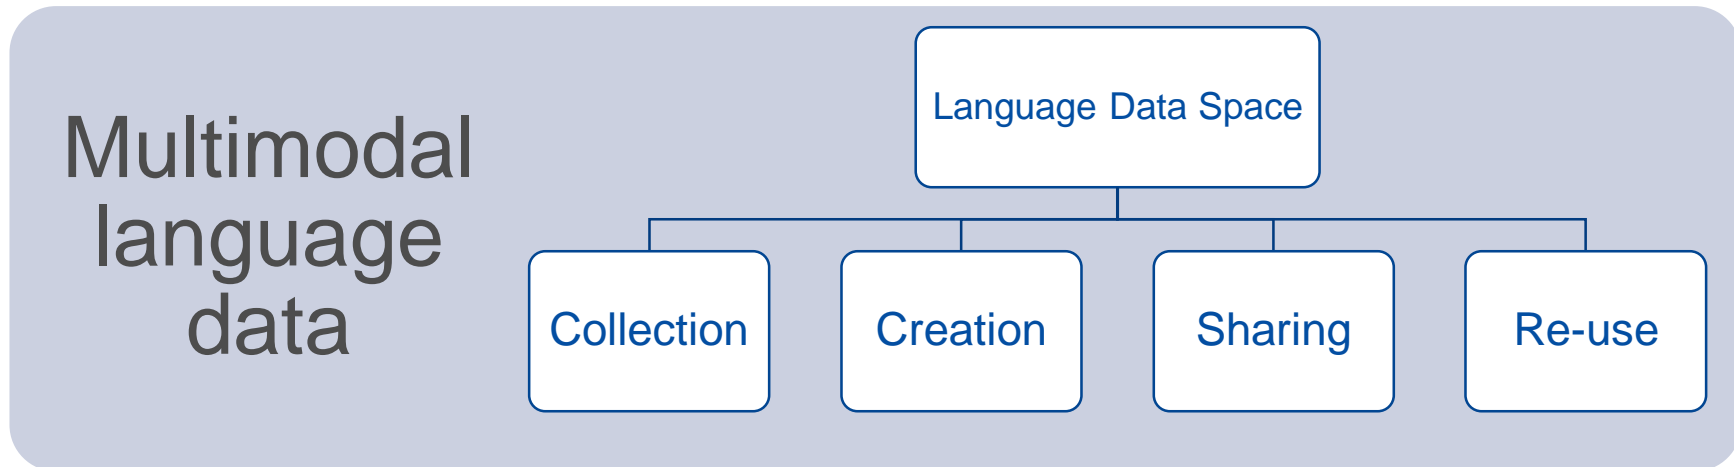 Multimodal
language
data
Language Data Space
Collection
Creation
Sharing
Re-use